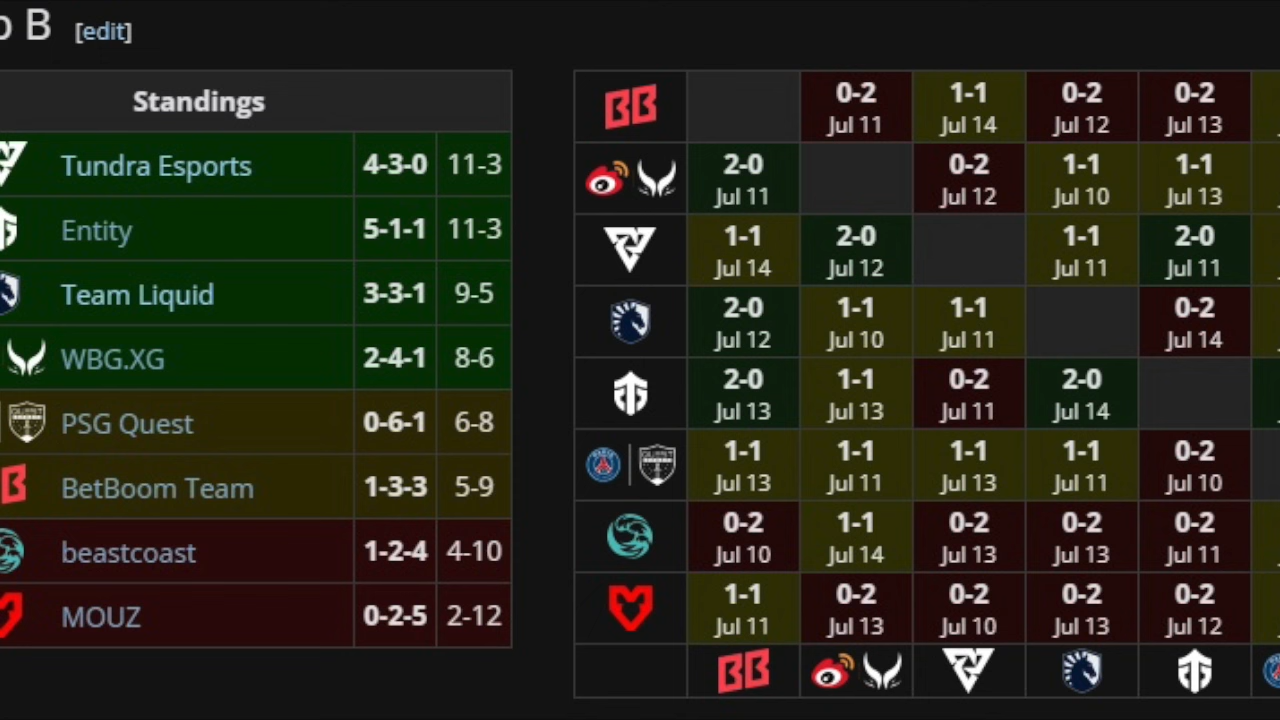 B [edit]
Standings
Tundra Esports 4-3-0 11-3
Entity 5-1-1 11-3
Team Liquid 3-3-1 9-5
WBG.XG 2-4-1 8-6
PSG Quest 0-6-1 6-8
BetBoom Team 1-3-3 5-9
beastcoast 1-2-4 4-10
MOUZ 0-2-5 2-12
BB 0-2 1-1 0-2 0-2
Jul 11 Jul 14 Jul 12 Jul 13
2-0 0-2 1-1 1-1
Jul 11 Jul 12 Jul 10 Jul 13
1-1 2-0 1-1 2-0
Jul 14 Jul 12 Jul 11 Jul 11
2-0 1-1 1-1 0-2
Jul 12 Jul 10 Jul 11 Jul 14
2-0 1-1 0-2 2-0
Jul 13 Jul 13 Jul 11 Jul 14
1-1 1-1 1-1 1-1 0-2
Jul 13 Jul 11 Jul 13 Jul 11 Jul 10
0-2 1-1 0-2 0-2 0-2
Jul 10 Jul 14 Jul 13 Jul 13 Jul 11
1-1 0-2 0-2 0-2 0-2
Jul 11 Jul 13 Jul 10 Jul 13 Jul 12
BB